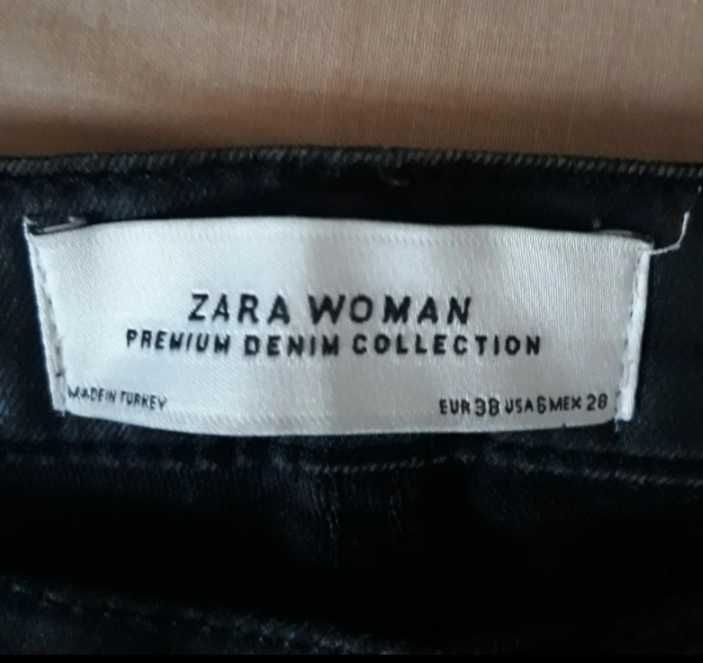 ZARA WOMAN
PREMIUM DENIM COLLECTION
MADE IN TURKEY
EUR 38 USA 6 MEX 28